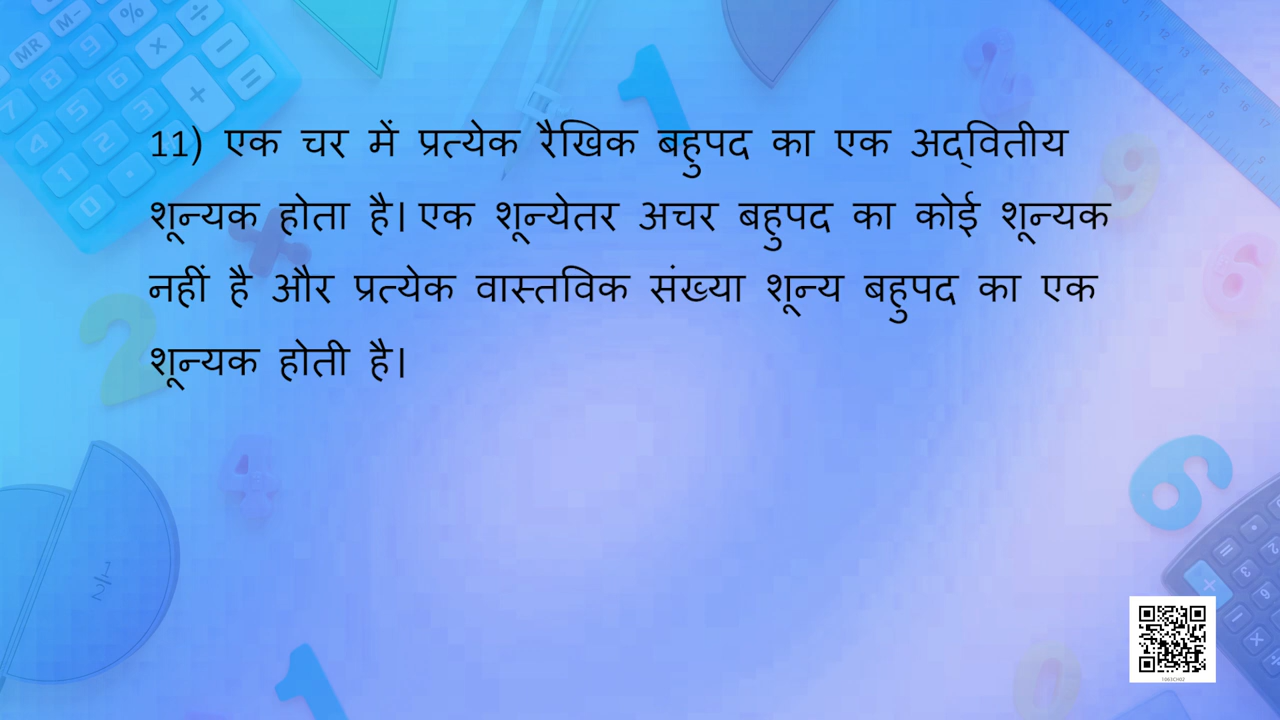 11) एक चर में प्रत्येक रैखिक बहुपद का एक अद्‌वितीय
शून्यक होता है। एक शून्येतर अचर बहुपद का कोई शून्यक
नहीं है और प्रत्येक वास्तविक संख्या शून्य बहुपद का एक
शून्यक होती है।
1063CH02